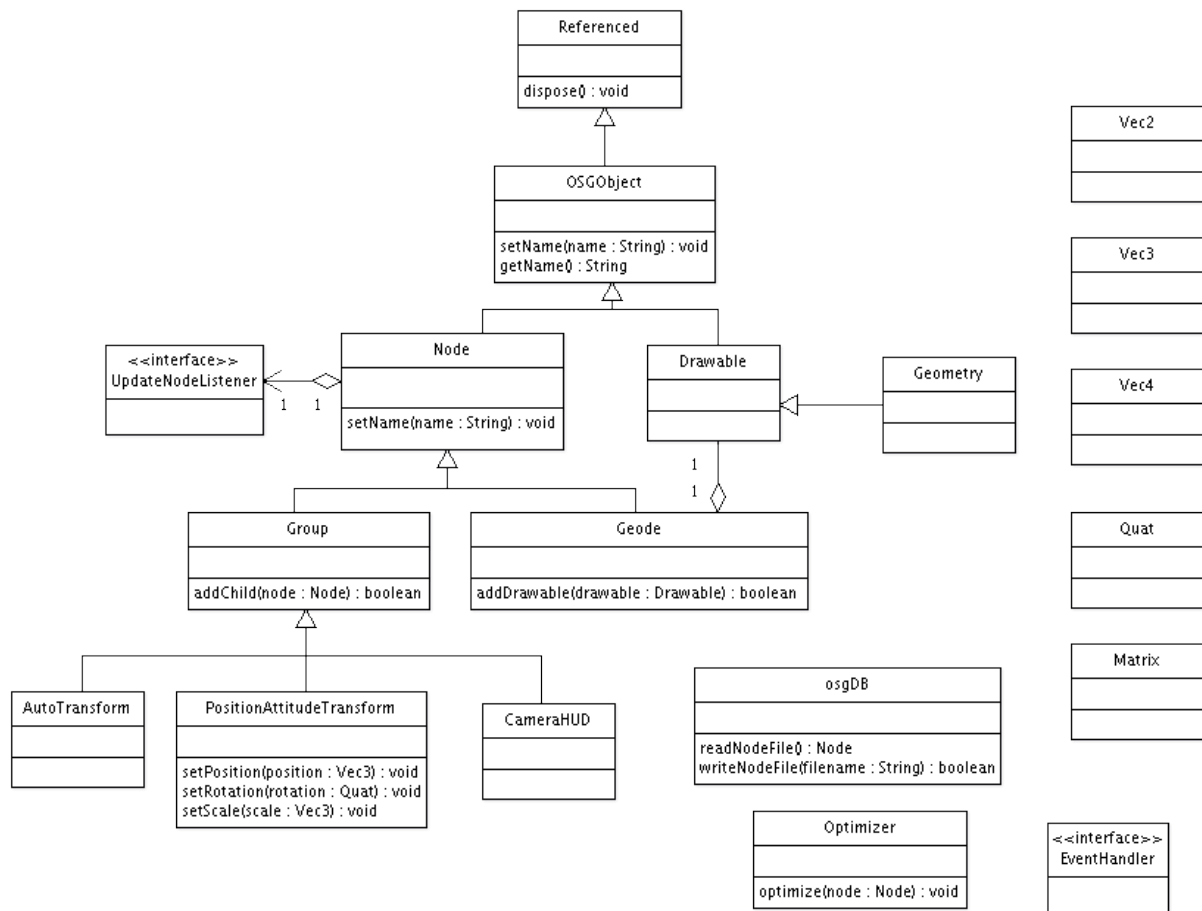 Referenced
dispose() : void
Vec2
OSGObject
setName(name : String) : void
getName() : String
Vec3
<<interface>>
UpdateNodeListener
1
1
Node
setName(name : String) : void
Drawable
1
1
Geometry
Vec4
Group
addChild(node : Node) : boolean
Geode
addDrawable(drawable : Drawable) : boolean
Quat
AutoTransform
PositionAttitudeTransform
setPosition(position : Vec3) : void
setRotation(rotation : Quat) : void
setScale(scale : Vec3) : void
CameraHUD
osgDB
readNodeFile() : Node
writeNodeFile(filename : String) : boolean
Matrix
Optimizer
optimize(node : Node) : void
<<interface>>
EventHandler